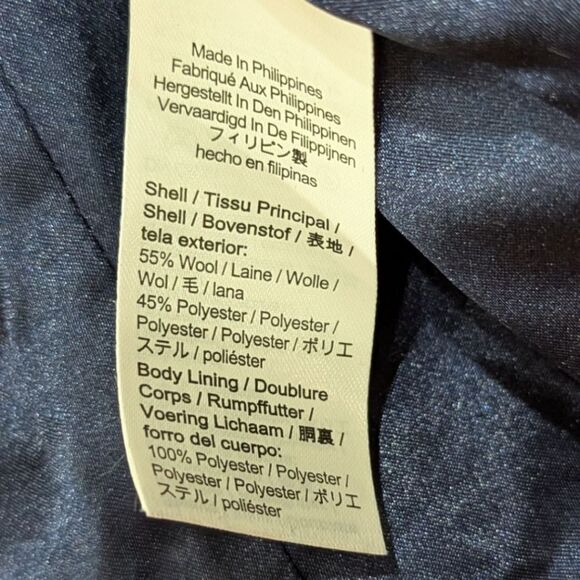 Made In Philippines
Fabriqué Aux Philippines
Hergestellt In Den Philippinen
Vervaardigd In De Filippijnen
フィリピン製
hecho en filipinas
Shell / Tissu Principal /
Shell / Bovenstof / 表地 /
tela exterior:
55% Wool / Laine / Wolle /
Wol / 毛 / lana
45% Polyester / Polyester /
Polyester / Polyester / ポリエ
ステル / poliéster
Body Lining / Doublure
Corps / Rumpffutter /
Voering Lichaam / 胴裏 /
forro del cuerpo:
100% Polyester / Polyester /
Polyester / Polyester / ポリエ
ステル / poliéster